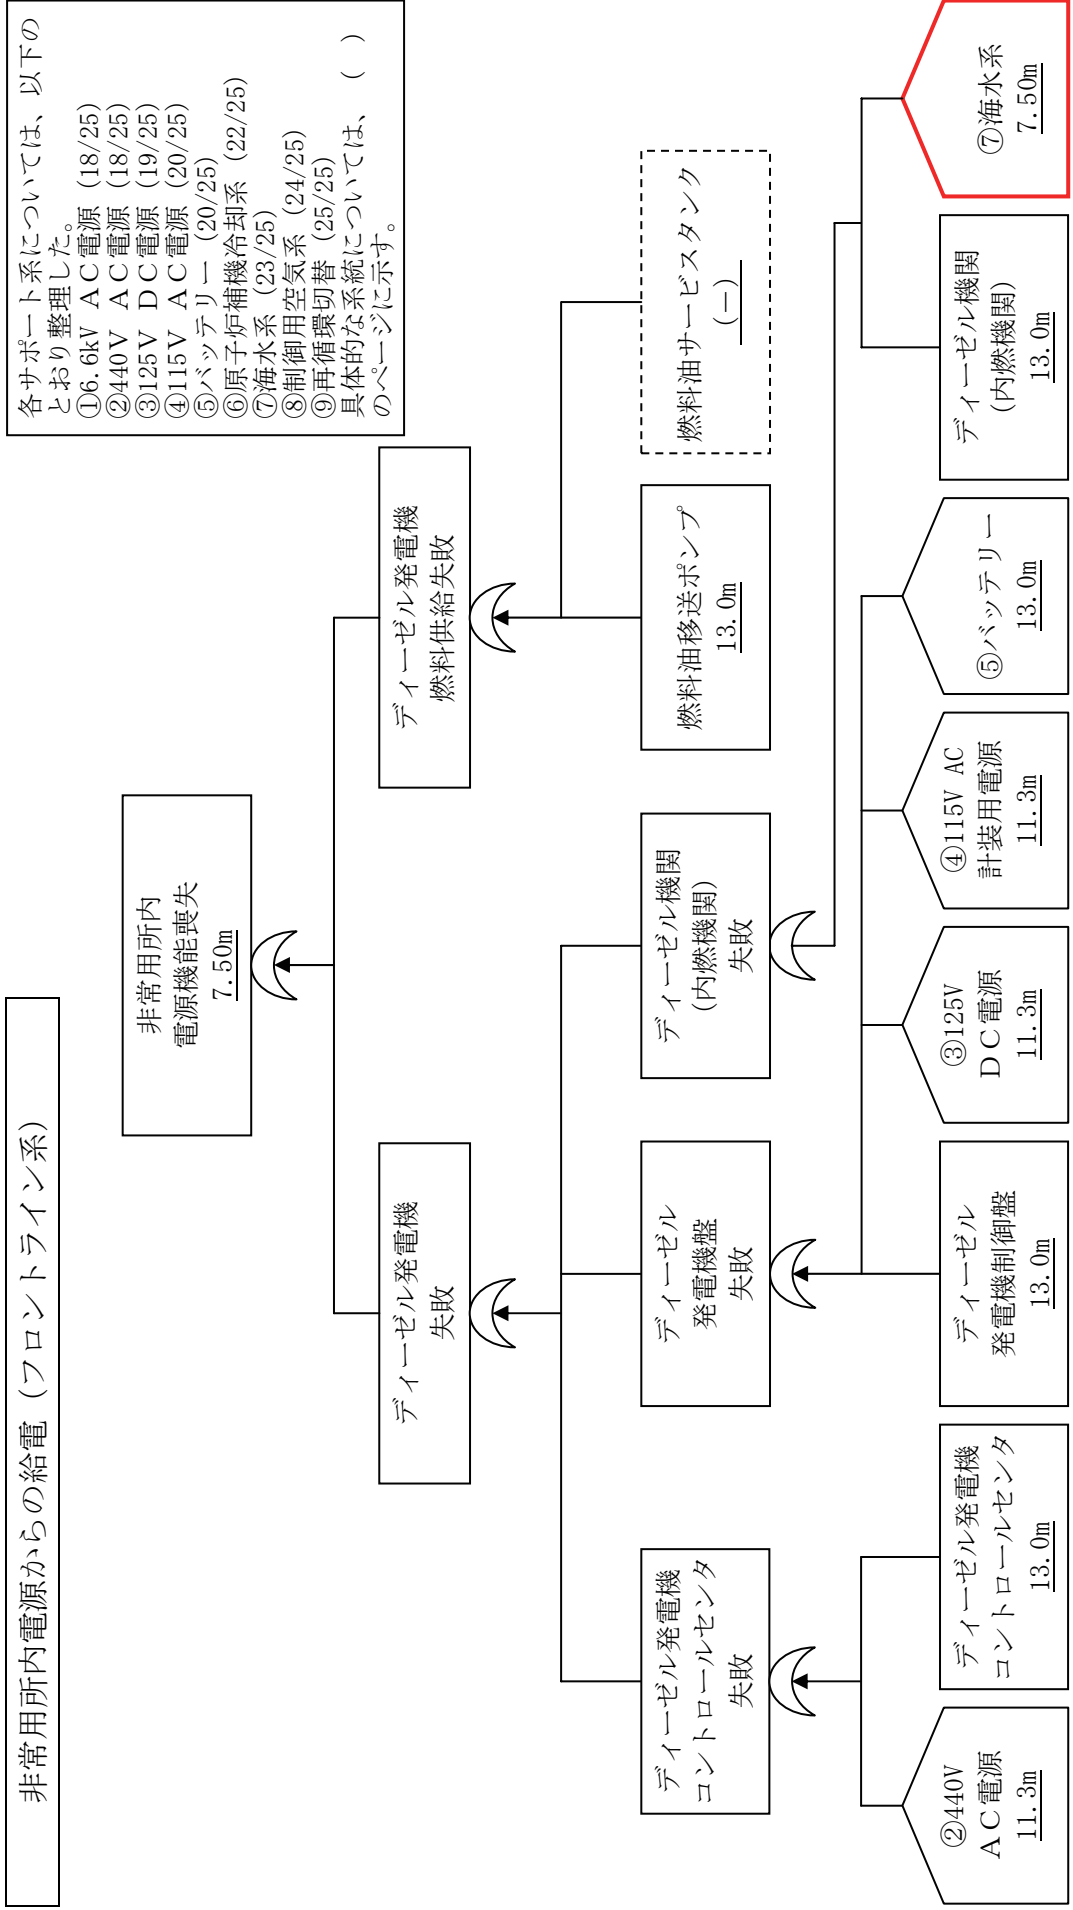 非常用所内電源からの給電（フロントライン系）
各サポート系については、以下の
とおり整理した。
①6.6kV ＡＣ電源（18/25）
②440V ＡＣ電源（18/25）
③125V ＤＣ電源（19/25）
④115V ＡＣ電源（20/25）
⑤バッテリー（20/25）
⑥原子炉補機冷却系（22/25）
⑦海水系（23/25）
⑧制御用空気系（24/25）
⑨再循環切替（25/25）
具体的な系統については、（　）
のページに示す。
非常用所内
電源機能喪失
7.50m
ディーゼル発電機
失敗
ディーゼル発電機
燃料供給失敗
ディーゼル発電機
コントロールセンタ
失敗
ディーゼル
発電機盤
失敗
ディーゼル機関
(内燃機関)
失敗
燃料油移送ポンプ
13.0m
燃料油サービスタンク
(－)
②440V
ＡＣ電源
11.3m
ディーゼル発電機
コントロールセンタ
13.0m
ディーゼル
発電機制御盤
13.0m
③125V
ＤＣ電源
11.3m
④115V AC
計装用電源
11.3m
⑤バッテリー
13.0m
ディーゼル機関
(内燃機関)
13.0m
⑦海水系
7.50m